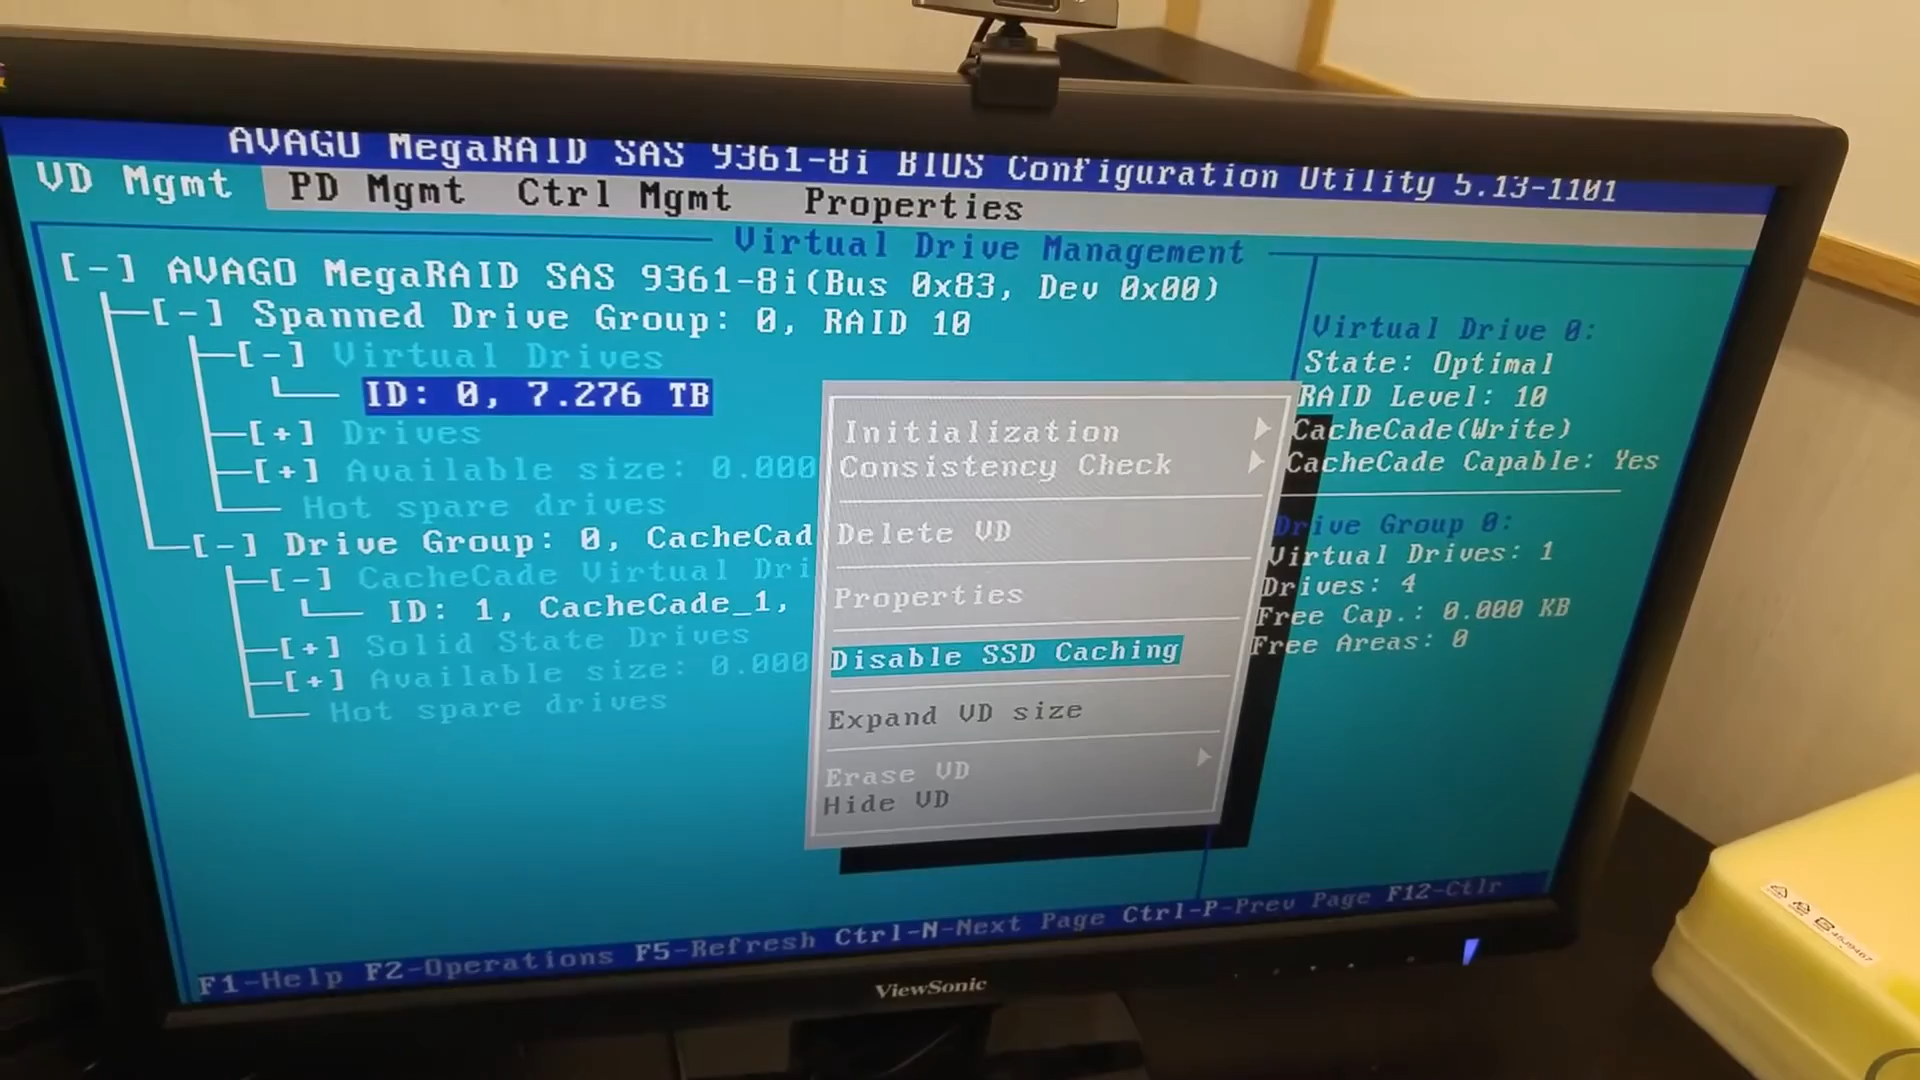 AVAGO MegaRAID SAS 9361-8i BIOS Configuration Utility 5.13-1101
VD Mgmt PD Mgmt Ctrl Mgmt Properties
Virtual Drive Management
[-] AVAGO MegaRAID SAS 9361-8i(Bus 0x83, Dev 0x00)
[-] Spanned Drive Group: 0, RAID 10
[-] Virtual Drives
ID: 0, 7.276 TB
[+] Drives
[+] Available size: 0.000
Hot spare drives
[-] Drive Group: 0, CacheCad
[-] CacheCade Virtual Dri
ID: 1, CacheCade_1,
[+] Solid State Drives
[+] Available size: 0.000
Hot spare drives
Initialization
Consistency Check
Delete VD
Properties
Disable SSD Caching
Expand VD size
Erase VD
Hide VD
Virtual Drive 0:
State: Optimal
RAID Level: 10
CacheCade(Write)
CacheCade Capable: Yes
Drive Group 0:
Virtual Drives: 1
Drives: 4
Free Cap.: 0.000 KB
Free Areas: 0
F1-Help F2-Operations F5-Refresh Ctrl-N-Next Page Ctrl-P-Prev Page F12-Ctlr
ViewSonic